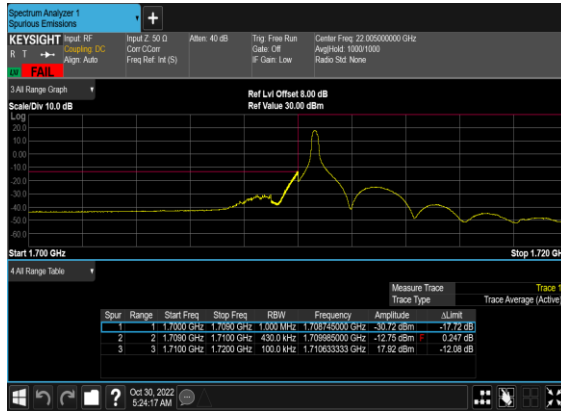 Spectrum Analyzer 1
Spurious Emissions
KEYSIGHT
R T
Input: RF
Coupling: DC
Align: Auto
Input Z: 50 Ω
Corr CCorr
Freq Ref: Int (S)
Atten: 40 dB
Trig: Free Run
Gate: Off
IF Gain: Low
Center Freq: 22.005000000 GHz
Avg|Hold: 1000/1000
Radio Std: None
FAIL
3 All Range Graph
Scale/Div 10.0 dB
Ref Lvl Offset 8.00 dB
Ref Value 30.00 dBm
Log
20.0
10.0
0.00
-10.0
-20.0
-30.0
-40.0
-50.0
-60.0
Start 1.700 GHz
Stop 1.720 GH
4 All Range Table
Measure Trace Trace 1
Trace Type Trace Average (Active)
Spur Range Start Freq Stop Freq RBW Frequency Amplitude ΔLimit
1 1 1.7000 GHz 1.7090 GHz 1.000 MHz 1.708745000 GHz -30.72 dBm -17.72 dB
2 2 1.7090 GHz 1.7100 GHz 430.0 kHz 1.709985000 GHz -12.75 dBm F 0.247 dB
3 3 1.7100 GHz 1.7200 GHz 100.0 kHz 1.710633333 GHz 17.92 dBm -12.08 dB
Oct 30, 2022
5:24:17 AM